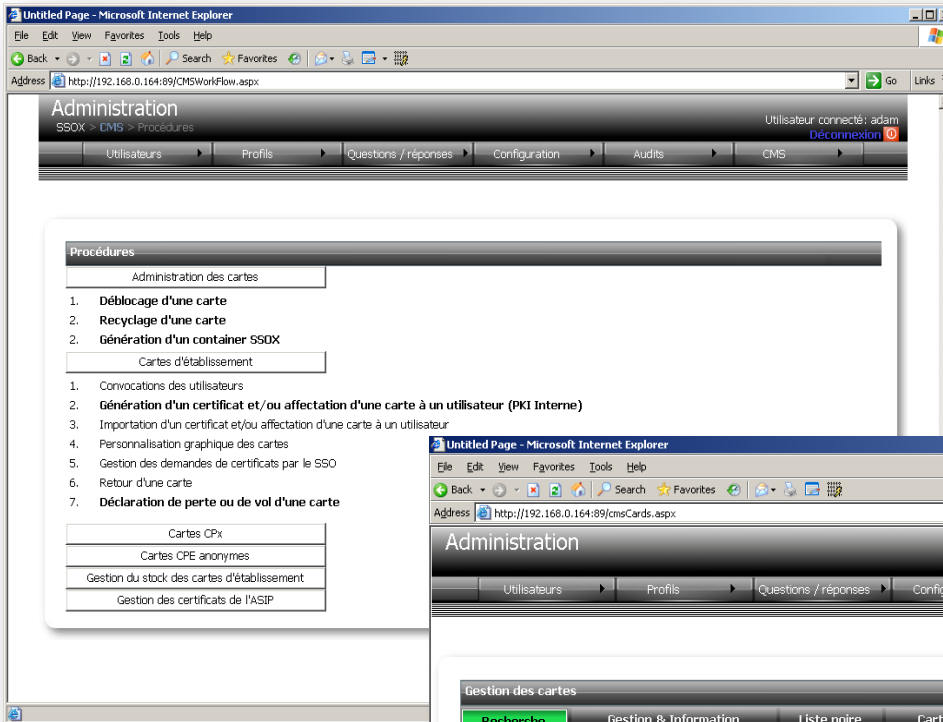 Untitled Page - Microsoft Internet Explorer
File Edit View Favorites Tools Help
Back Search Favorites
Address http://192.168.0.164:89/CMSWorkFlow.aspx Go Links
Administration
SSOX > CMS > Procédures
Utilisateur connecté: adam
Déconnexion
Utilisateurs Profils Questions / réponses Configuration Audits CMS
Procédures
Administration des cartes
1. Déblocage d'une carte
2. Recyclage d'une carte
2. Génération d'un container SSOX
Cartes d'établissement
1. Convocations des utilisateurs
2. Génération d'un certificat et/ou affectation d'une carte à un utilisateur (PKI Interne)
3. Importation d'un certificat et/ou affectation d'une carte à un utilisateur
4. Personnalisation graphique des cartes
5. Gestion des demandes de certificats par le SSO
6. Retour d'une carte
7. Déclaration de perte ou de vol d'une carte
Cartes CPx
Cartes CPE anonymes
Gestion du stock des cartes d'établissement
Gestion des certificats de l'ASIP
Untitled Page - Microsoft Internet Explorer
File Edit View Favorites Tools Help
Back Search Favorites
Address http://192.168.0.164:89/cmsCards.aspx
Administration
Utilisateurs Profils Questions / réponses Config
Gestion des cartes
Recherche Gestion & Information Liste noire Cart